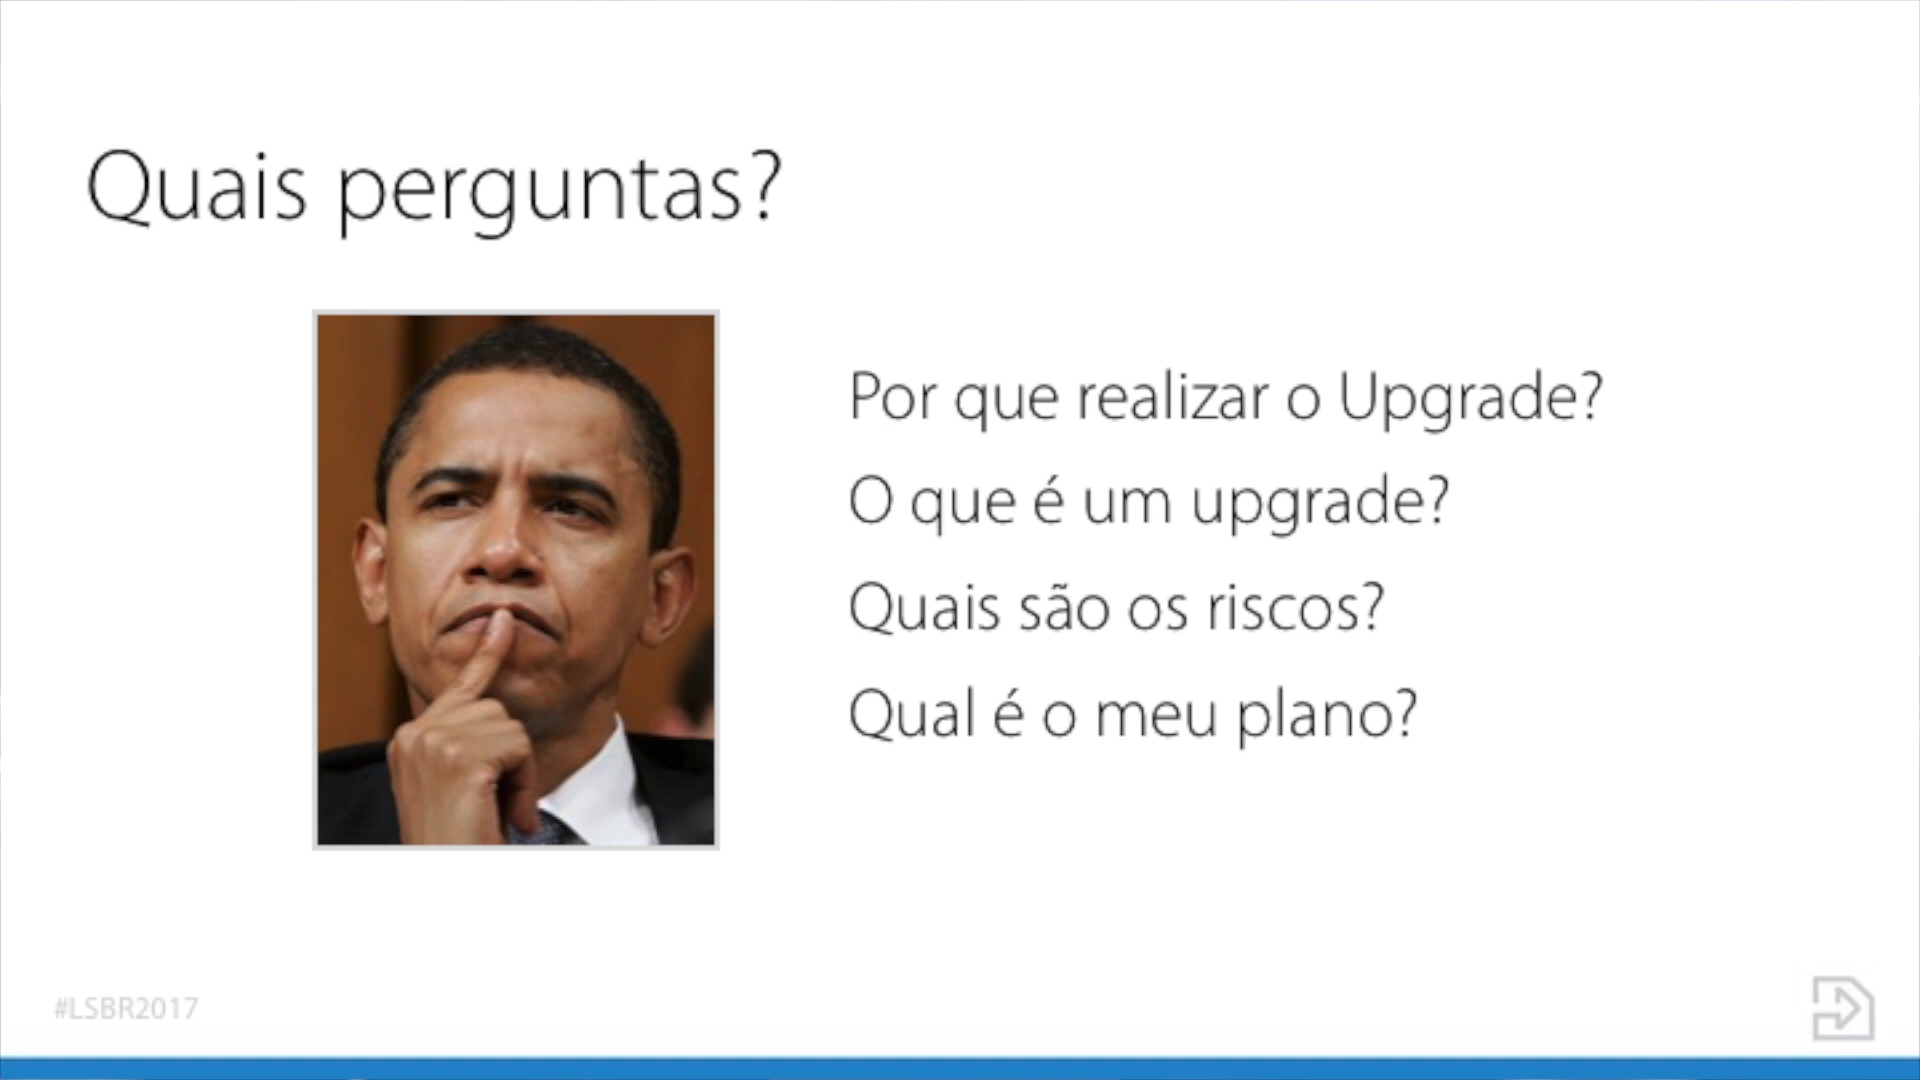 Quais perguntas?
Por que realizar o Upgrade?
O que é um upgrade?
Quais são os riscos?
Qual é o meu plano?
#LSBR2017